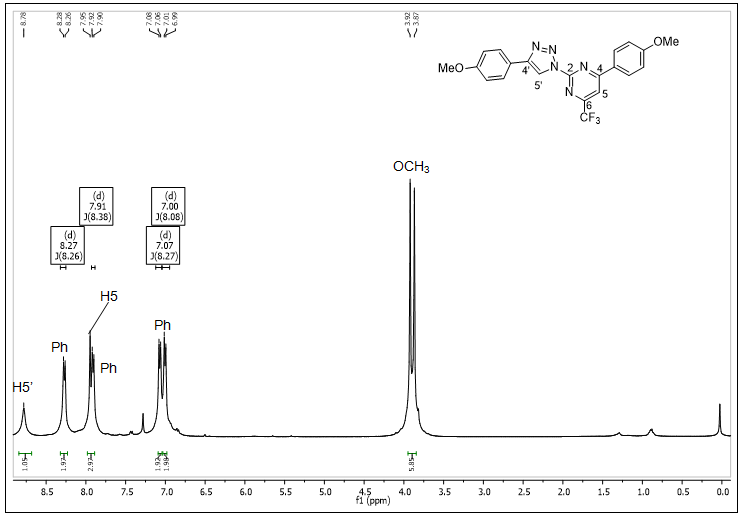 8.78
8.28
8.26
7.95
7.92
7.90
7.08
7.06
7.01
6.99
3.92
3.87
OMe
N
N
N
N
N
MeO
4'
5'
2
4
5
6
CF3
OCH3
(d)
7.91
J(8.38)
(d)
7.00
J(8.08)
(d)
8.27
J(8.26)
(d)
7.07
J(8.27)
H5
Ph
Ph
Ph
H5'
1.05
1.97
2.97
1.92
1.98
5.85
8.5 8.0 7.5 7.0 6.5 6.0 5.5 5.0 4.5 4.0 3.5 3.0 2.5 2.0 1.5 1.0 0.5 0.0
f1 (ppm)